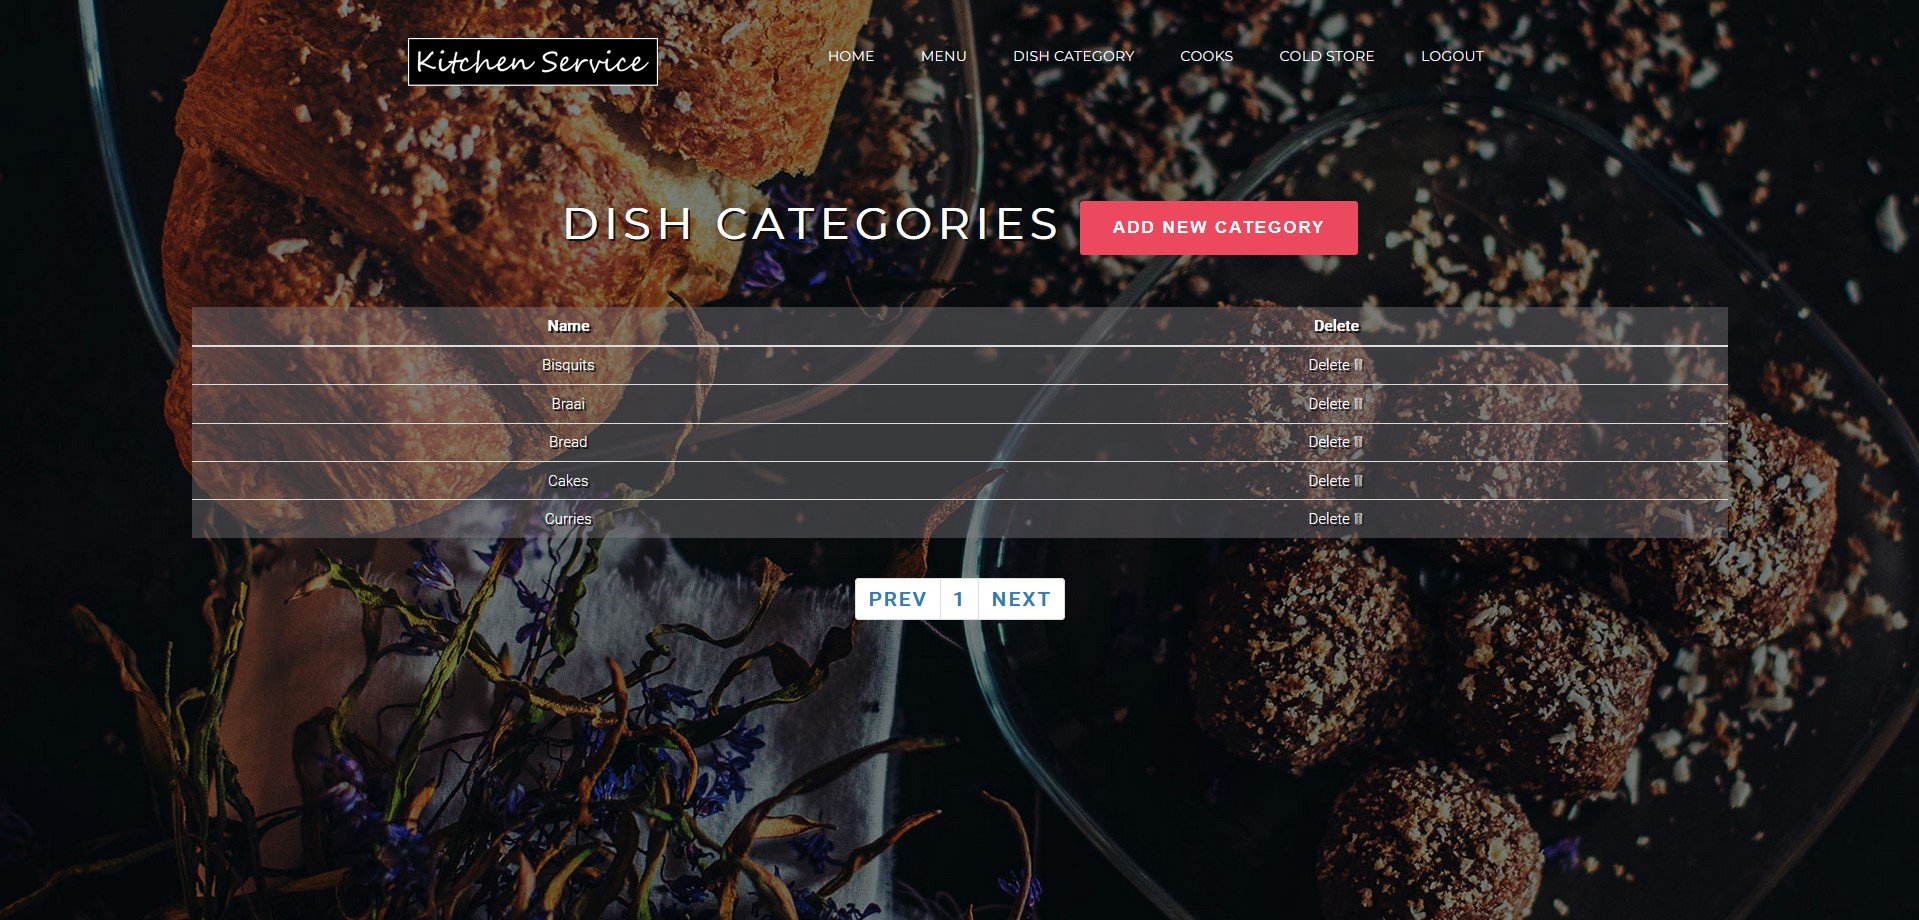 Kitchen Service
HOME MENU DISH CATEGORY COOKS COLD STORE LOGOUT
DISH CATEGORIES ADD NEW CATEGORY
Name Delete
Bisquits Delete
Braai Delete
Bread Delete
Cakes Delete
Curries Delete
PREV 1 NEXT